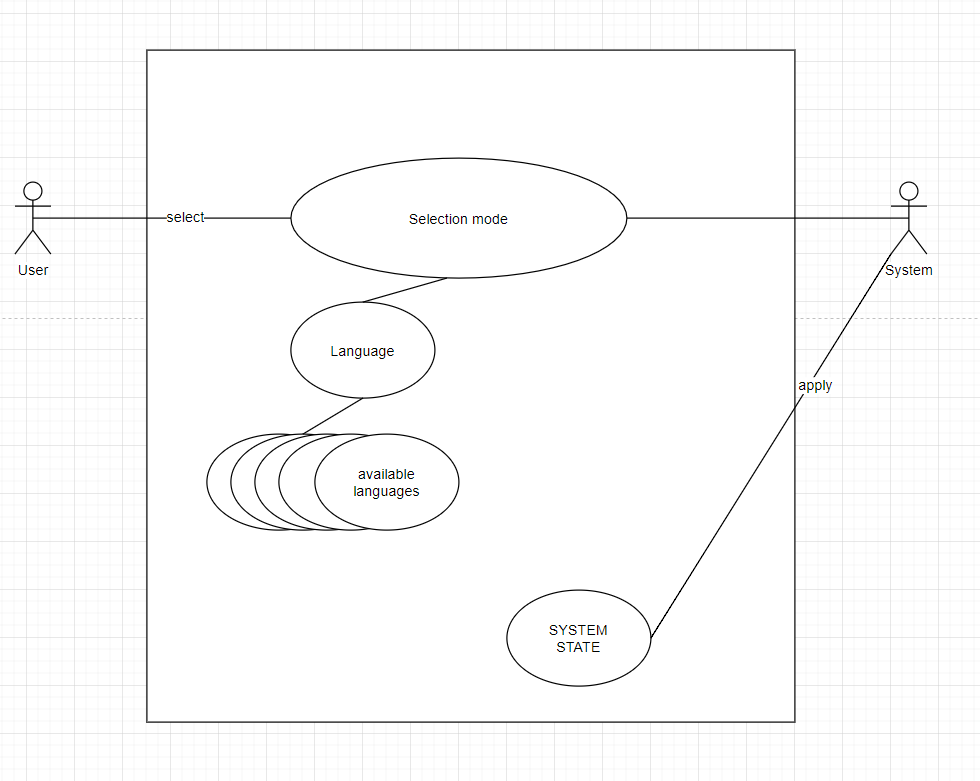 select
Selection mode
User
System
Language
apply
available
languages
SYSTEM
STATE